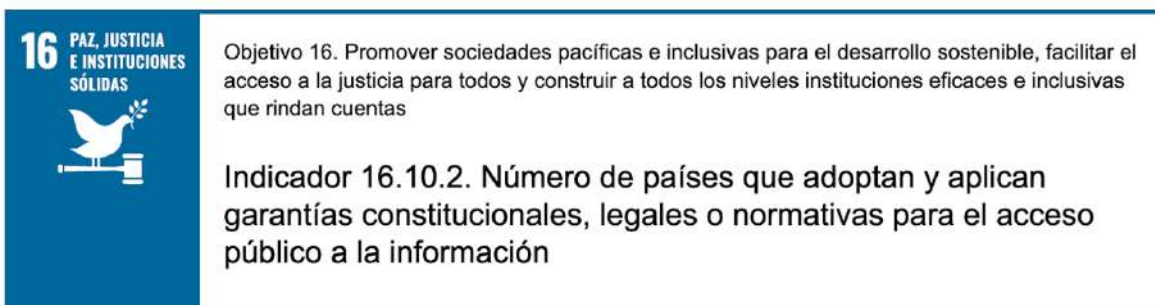 16 PAZ, JUSTICIA
E INSTITUCIONES
SÓLIDAS
Objetivo 16. Promover sociedades pacíficas e inclusivas para el desarrollo sostenible, facilitar el
acceso a la justicia para todos y construir a todos los niveles instituciones eficaces e inclusivas
que rindan cuentas
Indicador 16.10.2. Número de países que adoptan y aplican
garantías constitucionales, legales o normativas para el acceso
público a la información